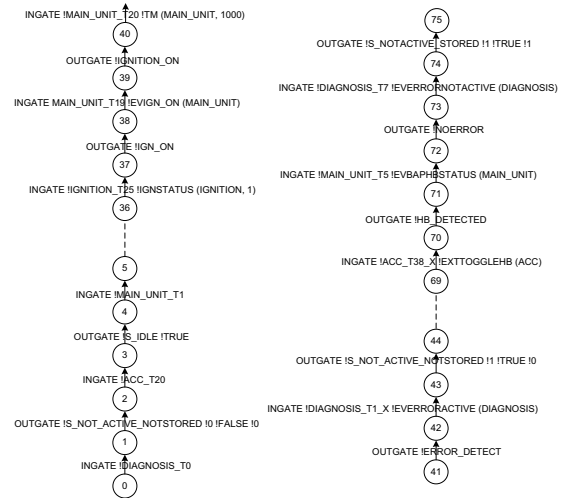 INGATE !MAIN_UNIT_T20 !TM (MAIN_UNIT, 1000)
40
OUTGATE !IGNITION_ON
39
INGATE MAIN_UNIT_T19 !EVIGN_ON (MAIN_UNIT)
38
OUTGATE !IGN_ON
37
INGATE !IGNITION_T25 !IGNSTATUS (IGNITION, 1)
36
5
INGATE !MAIN_UNIT_T1
4
OUTGATE !S_IDLE !TRUE
3
INGATE !ACC_T20
2
OUTGATE !S_NOT_ACTIVE_NOTSTORED !0 !FALSE !0
1
INGATE !DIAGNOSIS_T0
0
75
OUTGATE !S_NOTACTIVE_STORED !1 !TRUE !1
74
INGATE !DIAGNOSIS_T7 !EVERRORNOTACTIVE (DIAGNOSIS)
73
OUTGATE !NOERROR
72
INGATE !MAIN_UNIT_T5 !EVBAPHBSTATUS (MAIN_UNIT)
71
OUTGATE !HB_DETECTED
70
INGATE !ACC_T38_X !EXTTOGGLEHB (ACC)
69
44
OUTGATE !S_NOT_ACTIVE_NOTSTORED !1 !TRUE !0
43
INGATE !DIAGNOSIS_T1_X !EVERRORACTIVE (DIAGNOSIS)
42
OUTGATE !ERROR_DETECT
41